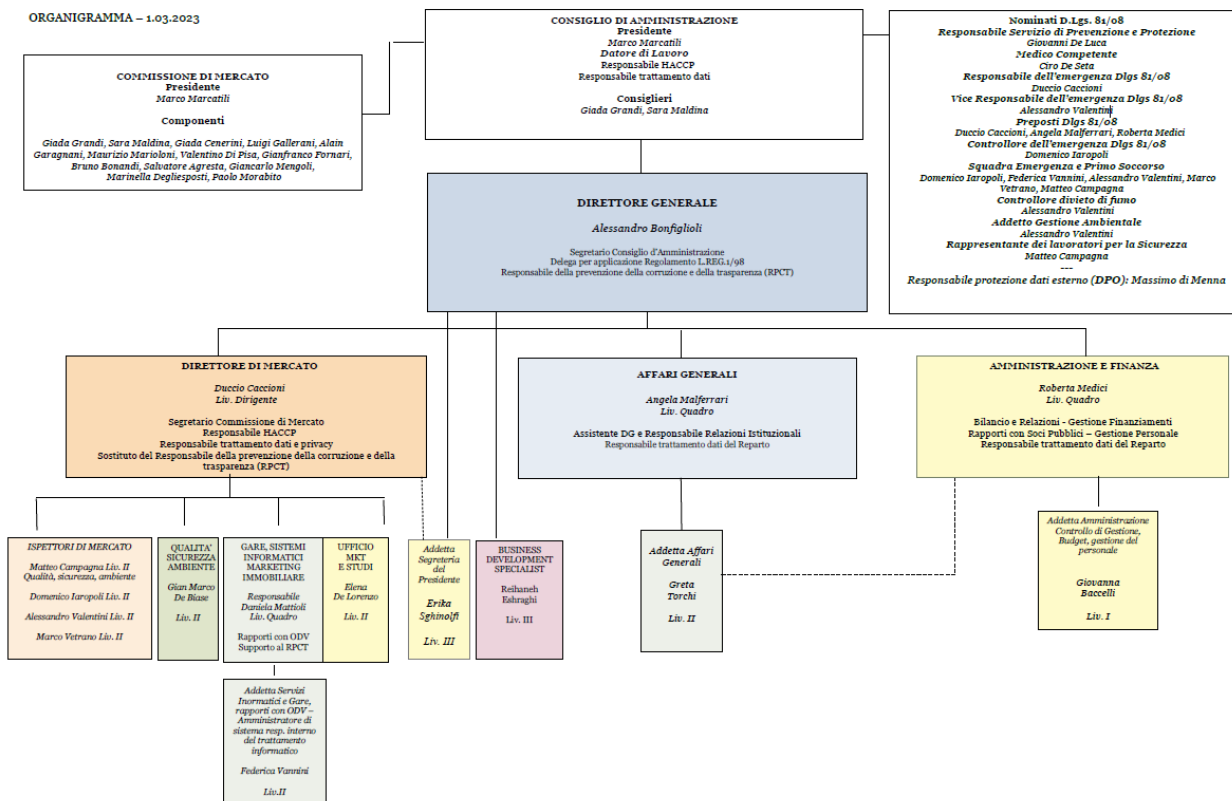 ORGANIGRAMMA – 1.03.2023
CONSIGLIO DI AMMINISTRAZIONE
Presidente
Marco Marcatili
Datore di Lavoro
Responsabile HACCP
Responsabile trattamento dati
Consiglieri
Giada Grandi, Sara Maldina
COMMISSIONE DI MERCATO
Presidente
Marco Marcatili
Componenti
Giada Grandi, Sara Maldina, Giada Cenerini, Luigi Gallerani, Alain
Garagnani, Maurizio Marioloni, Valentino Di Pisa, Gianfranco Fornari,
Bruno Bonandi, Salvatore Agresta, Giancarlo Mengoli,
Marinella Degliesposti, Paolo Morabito
Nominati D.Lgs. 81/08
Responsabile Servizio di Prevenzione e Protezione
Giovanni De Luca
Medico Competente
Ciro De Seta
Responsabile dell'emergenza Dlgs 81/08
Duccio Caccioni
Vice Responsabile dell'emergenza Dlgs 81/08
Alessandro Valentini
Preposti Dlgs 81/08
Duccio Caccioni, Angela Malferrari, Roberta Medici
Controllore dell'emergenza Dlgs 81/08
Domenico Iaropoli
Squadra Emergenza e Primo Soccorso
Domenico Iaropoli, Federica Vannini, Alessandro Valentini, Marco
Vetrano, Matteo Campagna
Controllore divieto di fumo
Alessandro Valentini
Addetto Gestione Ambientale
Alessandro Valentini
Rappresentante dei lavoratori per la Sicurezza
Matteo Campagna
---
Responsabile protezione dati esterno (DPO): Massimo di Menna
DIRETTORE GENERALE
Alessandro Bonfiglioli
Segretario Consiglio d'Amministrazione
Delega per applicazione Regolamento L.REG.1/98
Responsabile della prevenzione della corruzione e della trasparenza (RPCT)
DIRETTORE DI MERCATO
Duccio Caccioni
Liv. Dirigente
Segretario Commissione di Mercato
Responsabile HACCP
Responsabile trattamento dati e privacy
Sostituto del Responsabile della prevenzione della corruzione e della
trasparenza (RPCT)
AFFARI GENERALI
Angela Malferrari
Liv. Quadro
Assistente DG e Responsabile Relazioni Istituzionali
Responsabile trattamento dati del Reparto
AMMINISTRAZIONE E FINANZA
Roberta Medici
Liv. Quadro
Bilancio e Relazioni - Gestione Finanziamenti
Rapporti con Soci Pubblici – Gestione Personale
Responsabile trattamento dati del Reparto
ISPETTORI DI MERCATO
Matteo Campagna Liv. II
Qualità, sicurezza, ambiente
Domenico Iaropoli Liv. II
Alessandro Valentini Liv. II
Marco Vetrano Liv. II
QUALITA'
SICUREZZA
AMBIENTE
Gian Marco
De Biase
Liv. II
GARE, SISTEMI
INFORMATICI
MARKETING
IMMOBILIARE
Responsabile
Daniela Mattioli
Liv. Quadro
Rapporti con ODV
Supporto al RPCT
UFFICIO
MKT
E STUDI
Elena
De Lorenzo
Liv. II
Addetta
Segreteria
del
Presidente
Erika
Sghinolfi
Liv. III
BUSINESS
DEVELOPMENT
SPECIALIST
Reihaneh
Eshraghi
Liv. III
Addetta Affari
Generali
Greta
Torchi
Liv. II
Addetta Amministrazione
Controllo di Gestione,
Budget, gestione del
personale
Giovanna
Baccelli
Liv. I
Addetta Servizi
Inormatici e Gare,
rapporti con ODV –
Amministratore di
sistema resp. interno
del trattamento
informatico
Federica Vannini
Liv.II